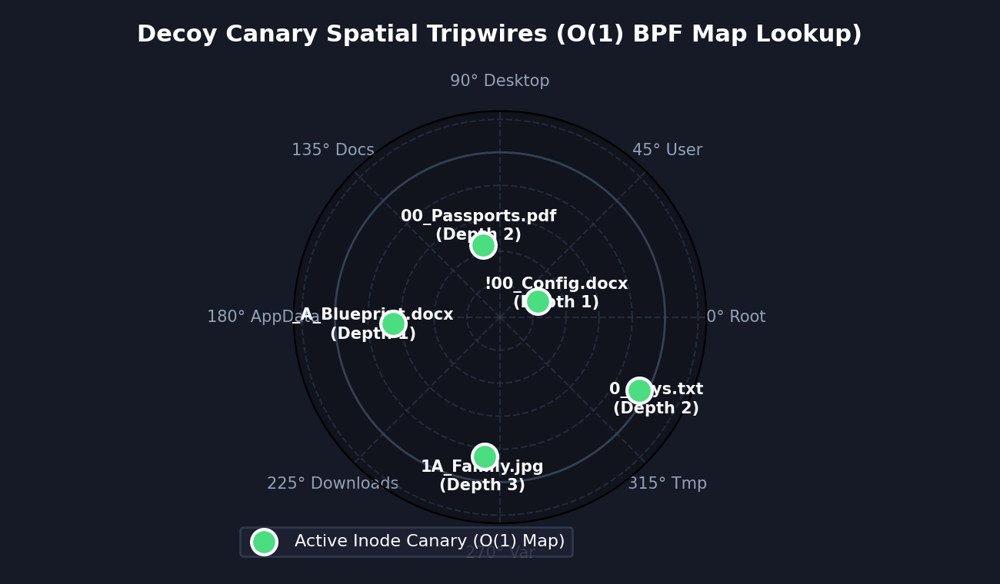 Decoy Canary Spatial Tripwires (O(1) BPF Map Lookup)
90° Desktop
135° Docs
45° User
00_Passports.pdf
(Depth 2)
!00_Config.docx
(Depth 1)
180° AppData
_A_Blueprint.docx
(Depth 1)
0° Root
(Depth 2)
1A_Family.jpg
(Depth 3)
225° Downloads
315° Tmp
Active Inode Canary (O(1) Map)
270° Var